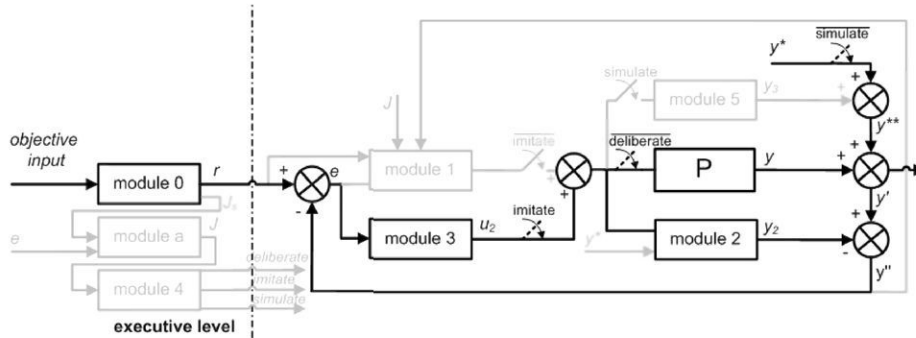 simulate
y*
+
simulate
module 5
y₃
+
y**
J
objective
input
imitate
deliberate
module 0
r
+
-
e
module 1
+
P
y
+
+
Jₛ
J
y'
module 3
u₂
imitate
+
y*
module 2
y₂
+
-
e
module a
y''
deliberate
module 4
imitate
simulate
executive level